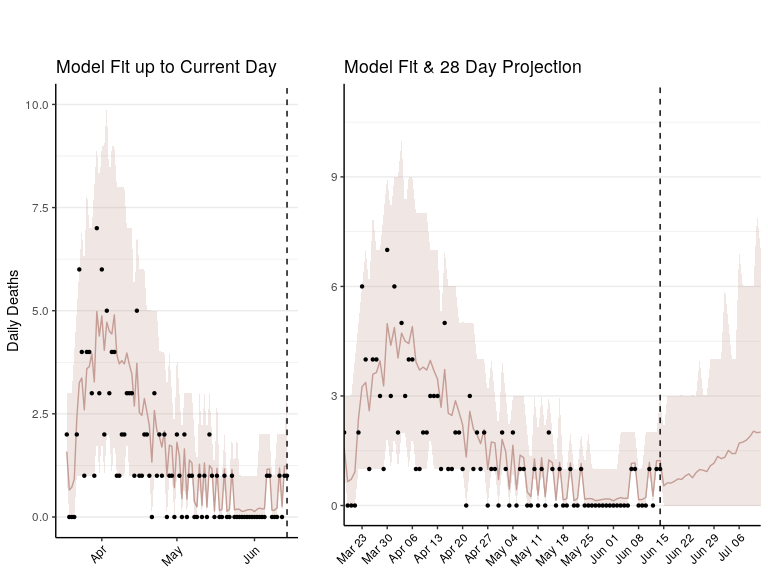 Model Fit up to Current Day
Daily Deaths
10.0
7.5
5.0
2.5
0.0
Apr
May
Jun
Model Fit & 28 Day Projection
9
6
3
0
Mar 23
Mar 30
Apr 06
Apr 13
Apr 20
Apr 27
May 04
May 11
May 18
May 25
Jun 01
Jun 08
Jun 15
Jun 22
Jun 29
Jul 06